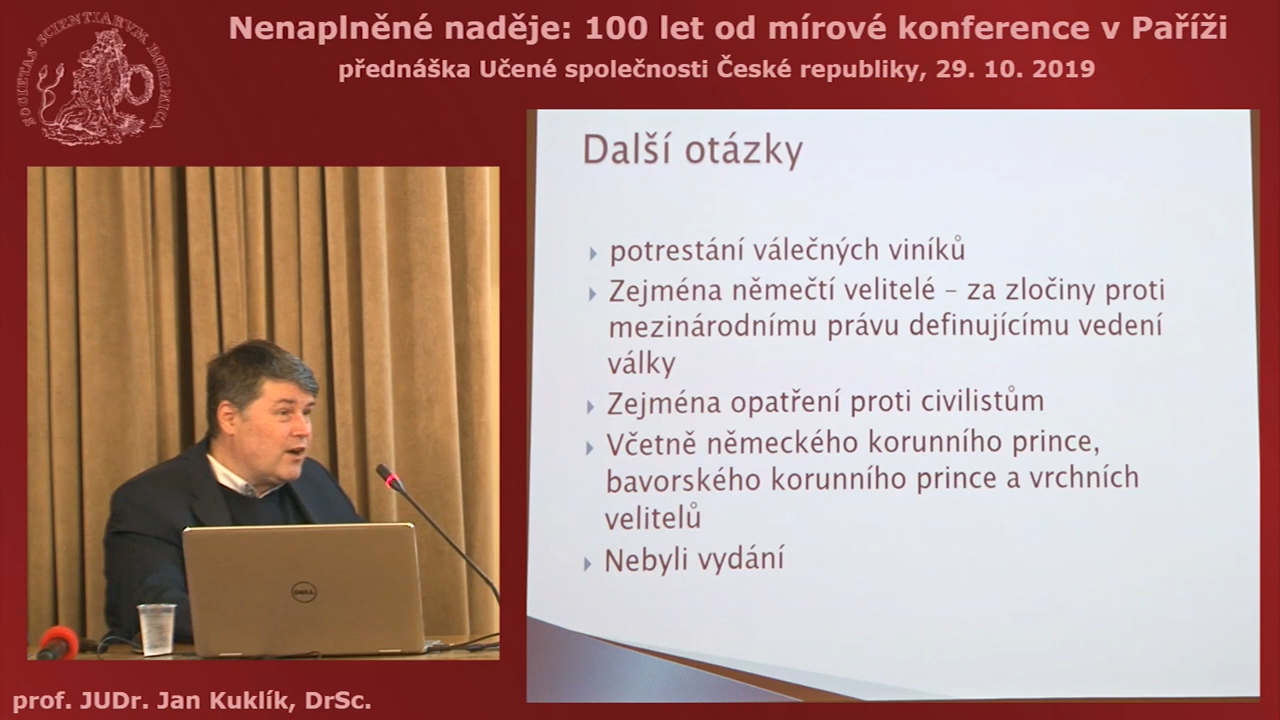 SOCIETAS SCIENTIARVM BOHEMICA
Nenaplněné naděje: 100 let od mírové konference v Paříži
přednáška Učené společnosti České republiky, 29. 10. 2019
Další otázky
potrestání válečných viníků
Zejména němečtí velitelé – za zločiny proti
mezinárodnímu právu definujícímu vedení
války
Zejména opatření proti civilistům
Včetně německého korunního prince,
bavorského korunního prince a vrchních
velitelů
Nebyli vydání
DELL
prof. JUDr. Jan Kuklík, DrSc.